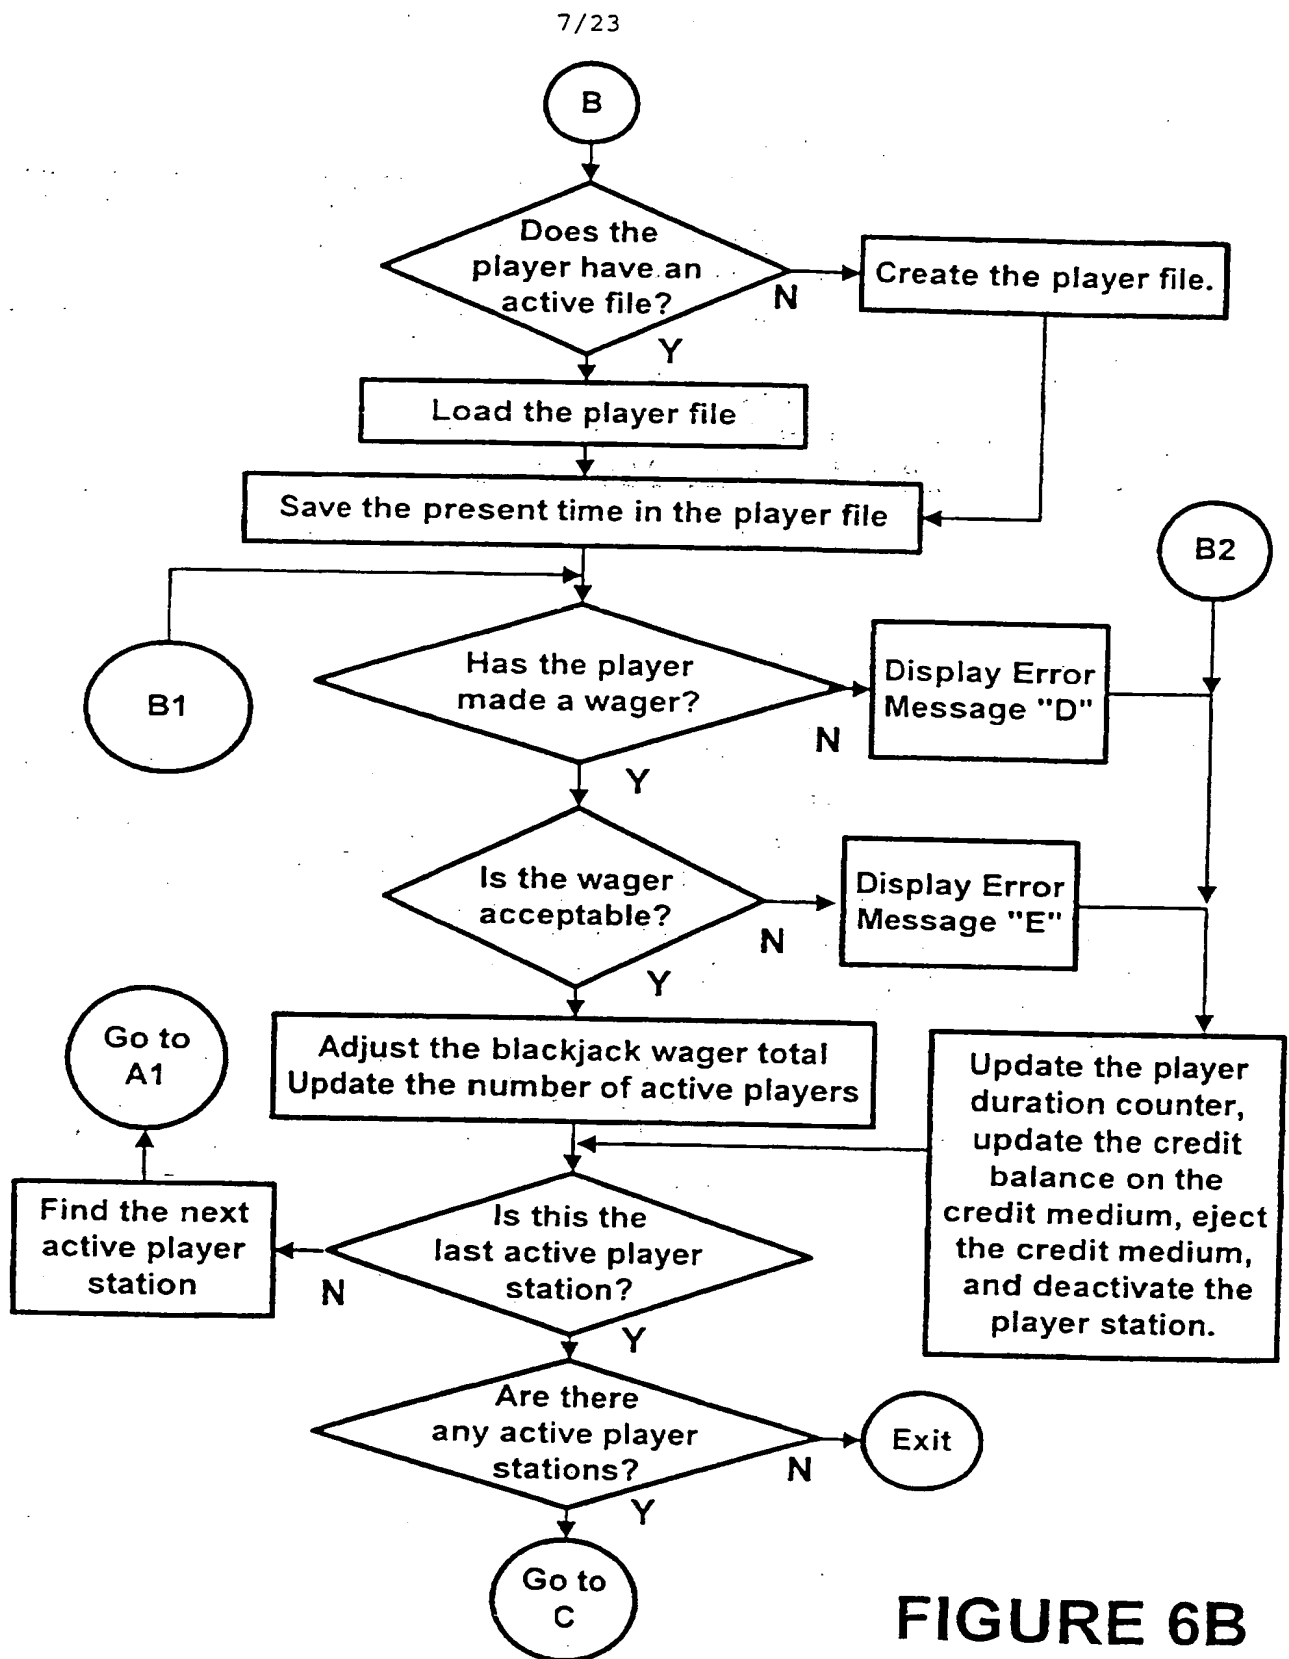 7/23
B
Does the
player have an
active file?
N
Create the player file.
Y
Load the player file
Save the present time in the player file
B2
B1
Has the player
made a wager?
N
Display Error
Message "D"
Y
Is the wager
acceptable?
N
Display Error
Message "E"
Y
Go to
A1
Adjust the blackjack wager total
Update the number of active players
Update the player
duration counter,
update the credit
balance on the
credit medium, eject
the credit medium,
and deactivate the
player station.
Find the next
active player
station
N
Is this the
last active player
station?
Y
Are there
any active player
stations?
N
Exit
Y
Go to
C
FIGURE 6B